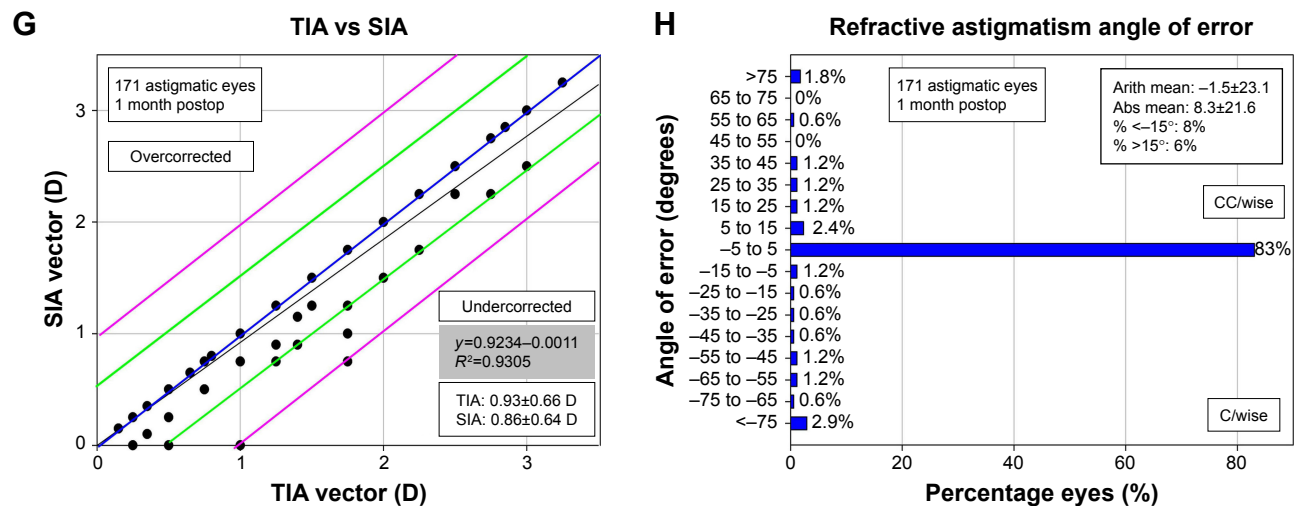 G
TIA vs SIA
171 astigmatic eyes
1 month postop
Overcorrected
Undercorrected
y=0.9234–0.0011
R²=0.9305
TIA: 0.93±0.66 D
SIA: 0.86±0.64 D
SIA vector (D)
3
2
1
0
0
1
2
3
TIA vector (D)
H
Refractive astigmatism angle of error
171 astigmatic eyes
1 month postop
Arith mean: –1.5±23.1
Abs mean: 8.3±21.6
% <–15°: 8%
% >15°: 6%
CC/wise
C/wise
Angle of error (degrees)
>75 1.8%
65 to 75 0%
55 to 65 0.6%
45 to 55 0%
35 to 45 1.2%
25 to 35 1.2%
15 to 25 1.2%
5 to 15 2.4%
–5 to 5 83%
–15 to –5 1.2%
–25 to –15 0.6%
–35 to –25 0.6%
–45 to –35 0.6%
–55 to –45 1.2%
–65 to –55 1.2%
–75 to –65 0.6%
<–75 2.9%
0
20
40
60
80
Percentage eyes (%)